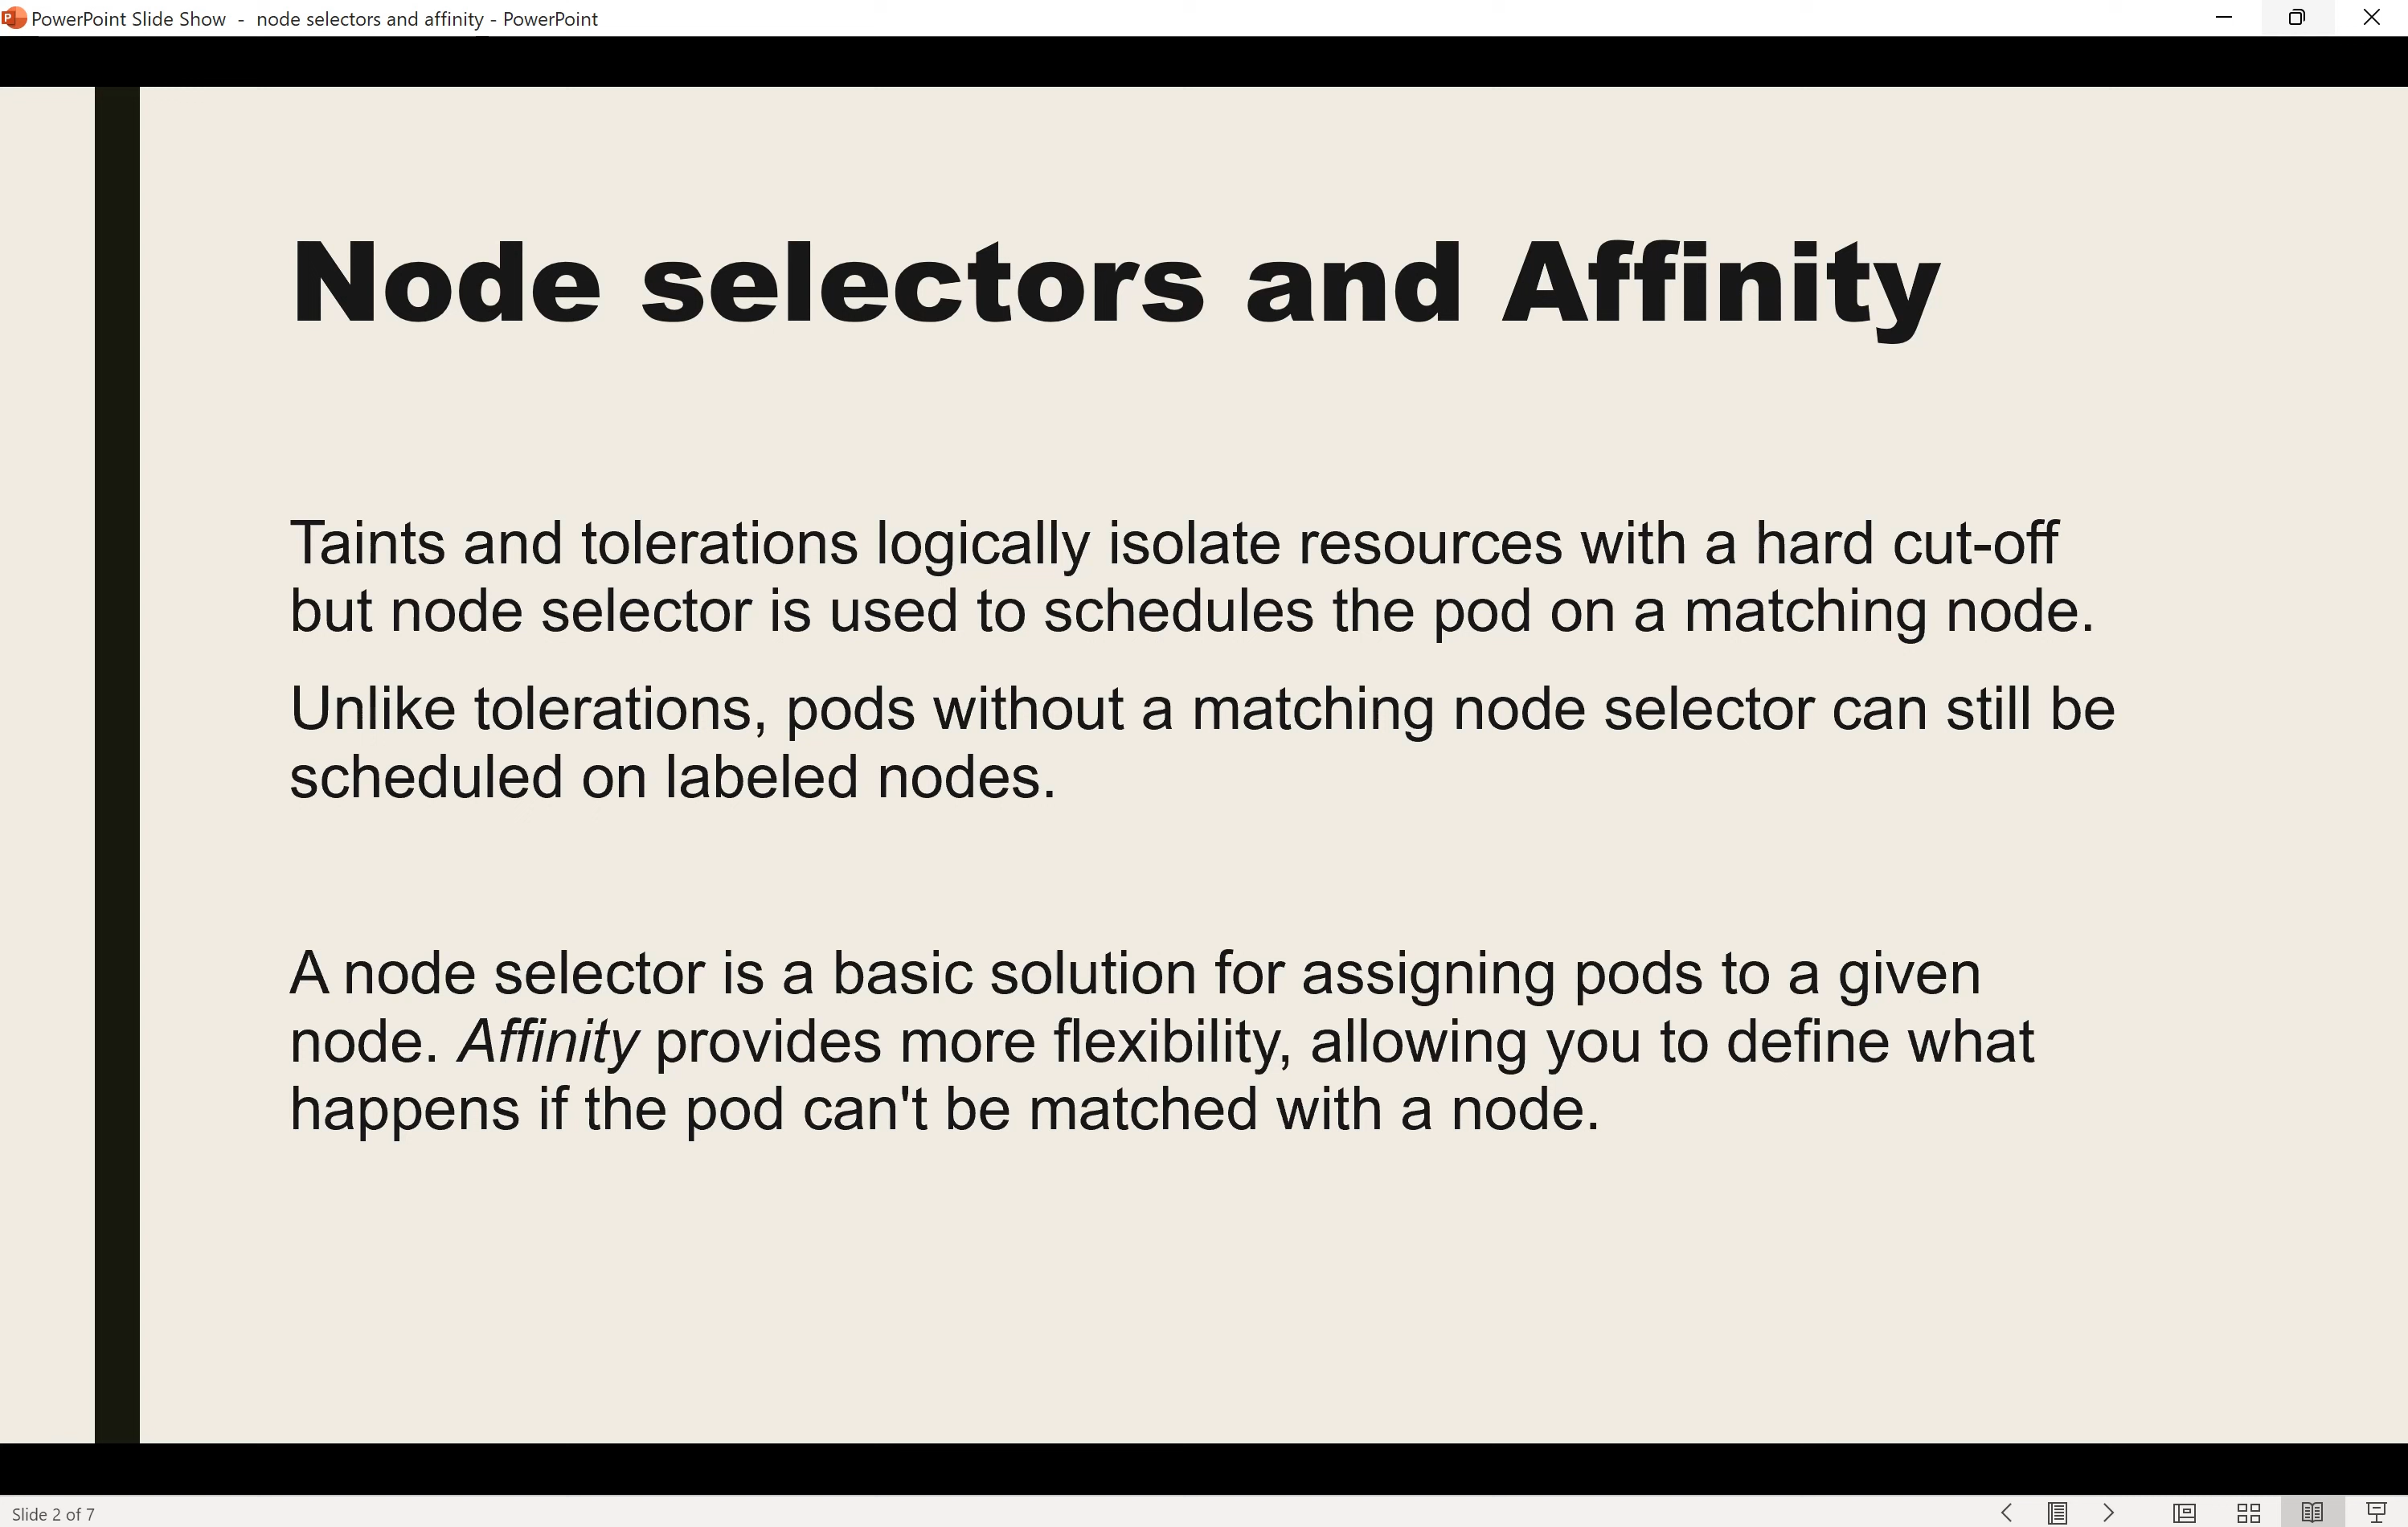 PowerPoint Slide Show - node selectors and affinity - PowerPoint
Node selectors and Affinity
Taints and tolerations logically isolate resources with a hard cut-off
but node selector is used to schedules the pod on a matching node.
Unlike tolerations, pods without a matching node selector can still be
scheduled on labeled nodes.
A node selector is a basic solution for assigning pods to a given
node. Affinity provides more flexibility, allowing you to define what
happens if the pod can't be matched with a node.
Slide 2 of 7